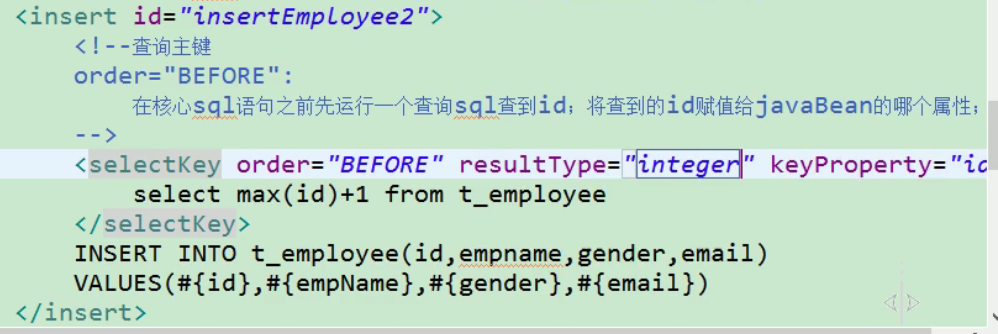 <insert id="insertEmployee2">
<!--查询主键
order="BEFORE":
在核心sql语句之前先运行一个查询sql查到id；将查到的id赋值给javaBean的哪个属性；
-->
<selectKey order="BEFORE" resultType="integer" keyProperty="id
select max(id)+1 from t_employee
</selectKey>
INSERT INTO t_employee(id,empname,gender,email)
VALUES(#{id},#{empName},#{gender},#{email})
</insert>